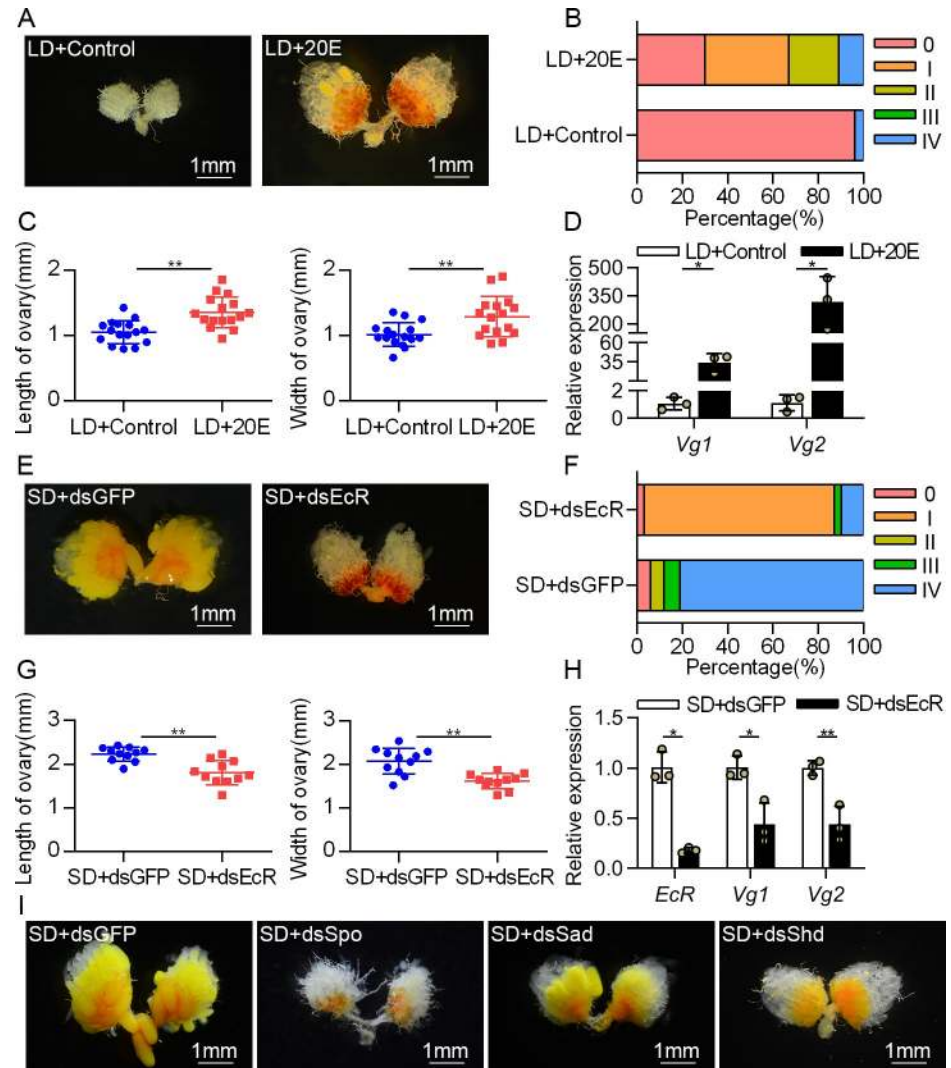 A
LD+Control
1mm
LD+20E
1mm
B
LD+20E
LD+Control
0 20 40 60 80 100
Percentage(%)
0
I
II
III
IV
C
Length of ovary(mm)
2
1
0
**
LD+Control LD+20E
Width of ovary(mm)
2
1
0
**
LD+Control LD+20E
D
LD+Control LD+20E
Relative expression
500
350
200
60
35
2
0
*
*
Vg1 Vg2
E
SD+dsGFP
1mm
SD+dsEcR
1mm
F
SD+dsEcR
SD+dsGFP
0 20 40 60 80 100
Percentage(%)
0
I
II
III
IV
G
Length of ovary(mm)
3
2
1
0
**
SD+dsGFP SD+dsEcR
Width of ovary(mm)
3
2
1
0
**
SD+dsGFP SD+dsEcR
H
SD+dsGFP SD+dsEcR
Relative expression
1.5
1.0
0.5
0.0
*
*
**
EcR Vg1 Vg2
I
SD+dsGFP
1mm
SD+dsSpo
1mm
SD+dsSad
1mm
SD+dsShd
1mm